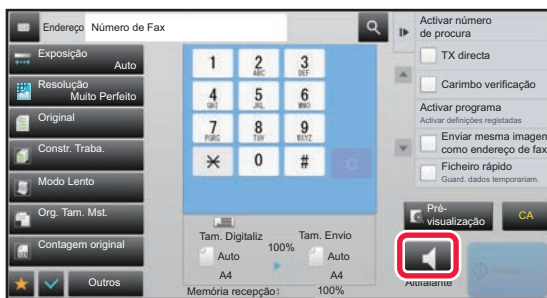 Endereço Número de Fax
Exposição
Auto
Resolução
Muito Perfeito
Original
Constr. Traba.
Modo Lento
Org. Tam. Mst.
Contagem original
Outros
1 2 3
ABC DEF
4 5 6
GHI JKL MNO
7 8 9
PQRS TUV WXYZ
0 #
C
Tam. Digitaliz
100%
Tam. Envio
Auto
A4
Auto
A4
Memória recepção: 100%
Activar número
de procura
TX directa
Carimbo verificação
Activar programa
Activar definições registadas
Enviar mesma imagem
como endereço de fax
Ficheiro rápido
Guard. dados temporariam.
Pré-
visualização
CA
Altifalante
Iniciar